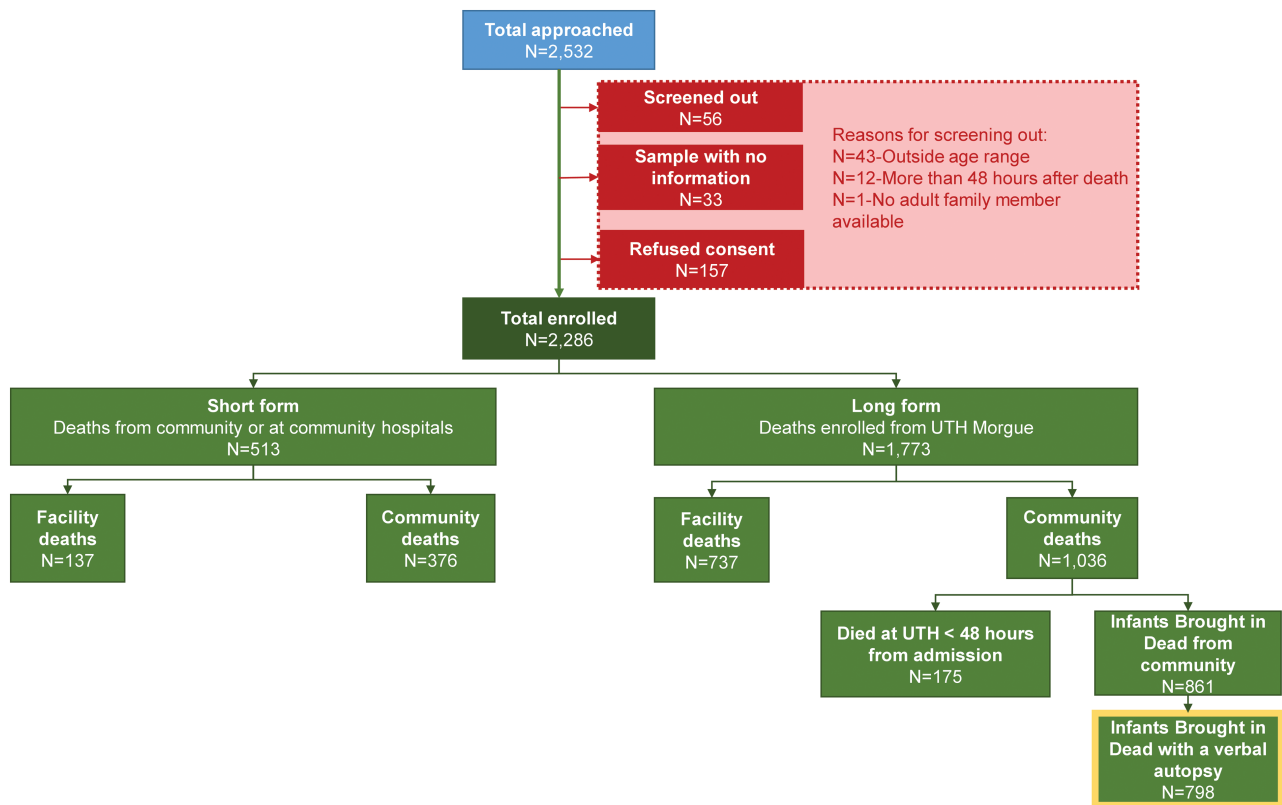 Total approached
N=2,532
Screened out
N=56
Sample with no
information
N=33
Refused consent
N=157
Reasons for screening out:
N=43-Outside age range
N=12-More than 48 hours after death
N=1-No adult family member
available
Total enrolled
N=2,286
Short form
Deaths from community or at community hospitals
N=513
Long form
Deaths enrolled from UTH Morgue
N=1,773
Facility
deaths
N=137
Community
deaths
N=376
Facility
deaths
N=737
Community
deaths
N=1,036
Died at UTH < 48 hours
from admission
N=175
Infants Brought in
Dead from
community
N=861
Infants Brought in
Dead with a verbal
autopsy
N=798